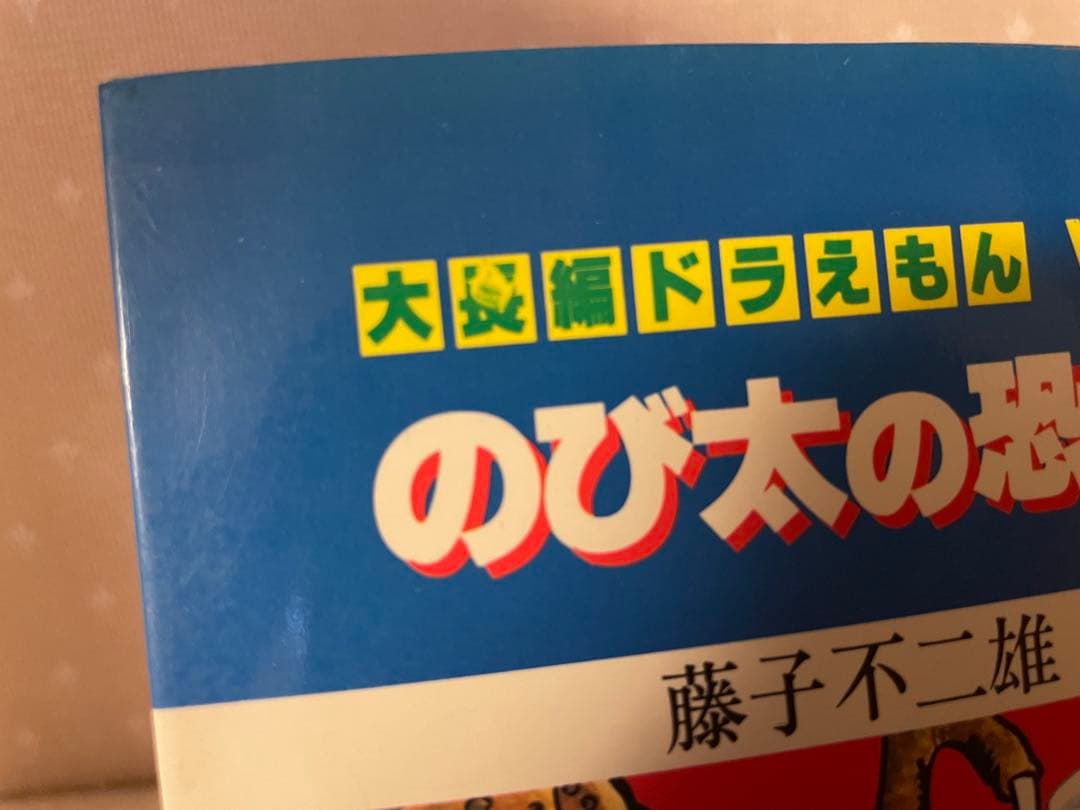 大長編ドラえもん
のび太の恐
藤子不二雄